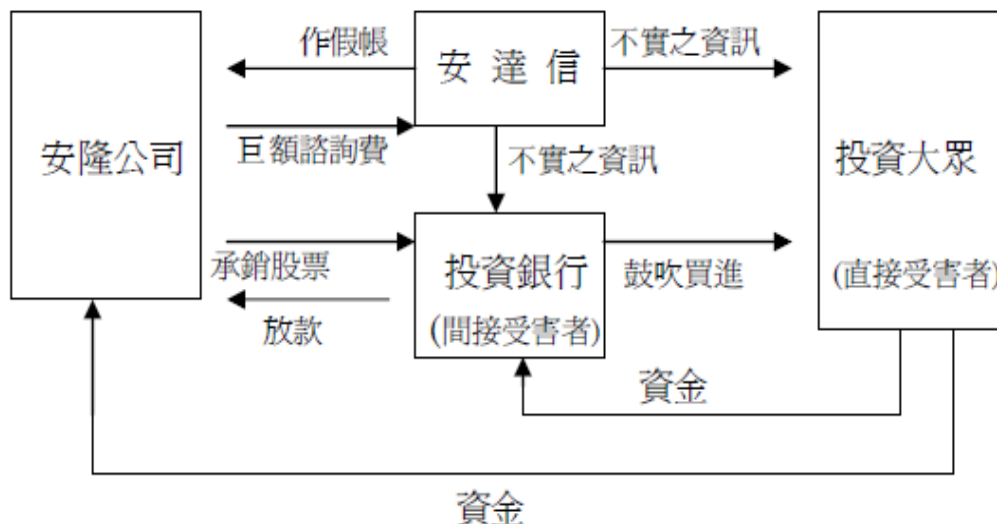 作假帳
安達信
不實之資訊
安隆公司
巨額諮詢費
不實之資訊
投資大眾
承銷股票
投資銀行
鼓吹買進
(直接受害者)
放款
(間接受害者)
資金
資金